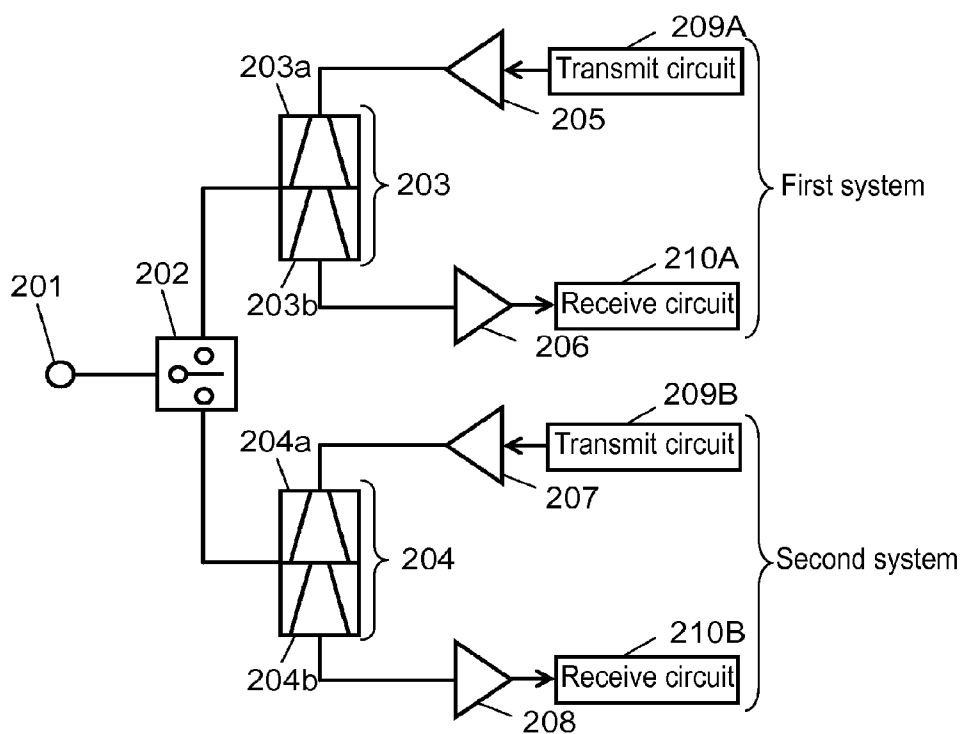 209A
203a
Transmit circuit
205
203
First system
202
210A
201
203b
Receive circuit
206
209B
204a
Transmit circuit
207
204
Second system
210B
204b
Receive circuit
208